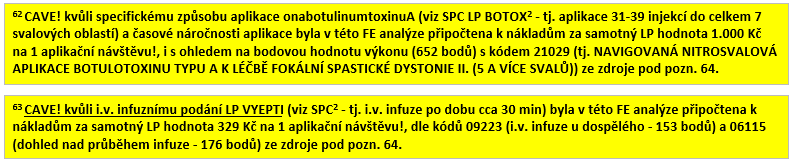 ⁶² CAVE! kvůli specifickému způsobu aplikace onabotulinumtoxinuA (viz SPC LP BOTOX² - tj. aplikace 31-39 injekcí do celkem 7
svalových oblastí) a časové náročnosti aplikace byla v této FE analýze připočtena k nákladům za samotný LP hodnota 1.000 Kč
na 1 aplikační návštěvu!, i s ohledem na bodovou hodnotu výkonu (652 bodů) s kódem 21029 (tj. NAVIGOVANÁ NITROSVALOVÁ
APLIKACE BOTULOTOXINU TYPU A K LÉČBĚ FOKÁLNÍ SPASTICKÉ DYSTONIE II. (5 A VÍCE SVALŮ)) ze zdroje pod pozn. 64.
⁶³ CAVE! kvůli i.v. infuznímu podání LP VYEPTI (viz SPC² - tj. i.v. infuze po dobu cca 30 min) byla v této FE analýze připočtena k
nákladům za samotný LP hodnota 329 Kč na 1 aplikační návštěvu!, dle kódů 09223 (i.v. infuze u dospělého - 153 bodů) a 06115
(dohled nad průběhem infuze - 176 bodů) ze zdroje pod pozn. 64.